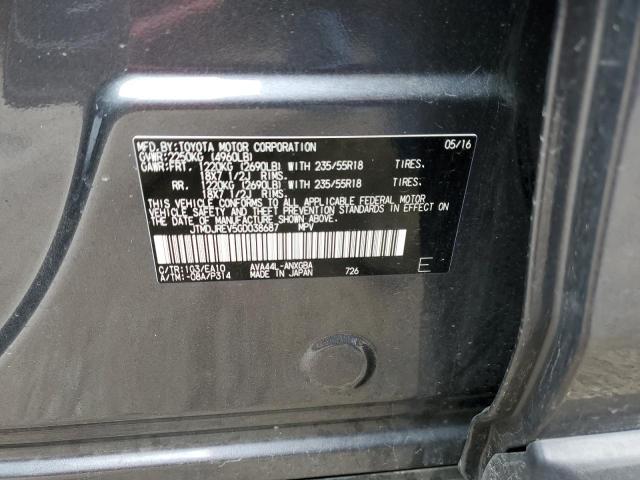 MFD.BY:TOYOTA MOTOR CORPORATION 05/16
GVWR:2250KG (4960LB)
GAWR:FRT. 1220KG (2690LB) WITH 235/55R18 TIRES.
18X7 1/2J RIMS.
RR. 1220KG (2690LB) WITH 235/55R18 TIRES.
18X7 1/2J RIMS.
THIS VEHICLE CONFORMS TO ALL APPLICABLE FEDERAL MOTOR
VEHICLE SAFETY AND THEFT PREVENTION STANDARDS IN
EFFECT ON THE DATE OF MANUFACTURE SHOWN ABOVE.
JTMDJREV5GD038687 MPV
C/TR:1G3/EA10 AVA44L-ANXGBA
A/TM:-08A/P314 MADE IN JAPAN 726 E